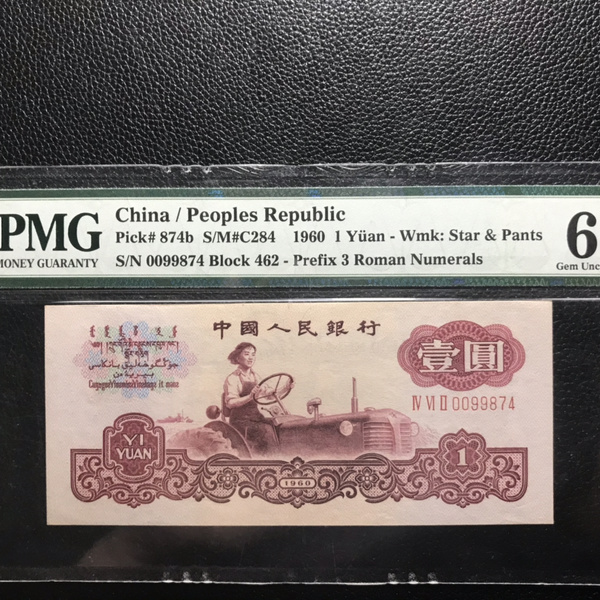 PMG
MONEY GUARANTY
China / Peoples Republic
Pick# 874b S/M#C284 1960 1 Yüan - Wmk: Star & Pants
S/N 0099874 Block 462 - Prefix 3 Roman Numerals
6
Gem Unc
中國人民銀行
壹圓
IV VI II 0099874
YI
YUAN
1
1960